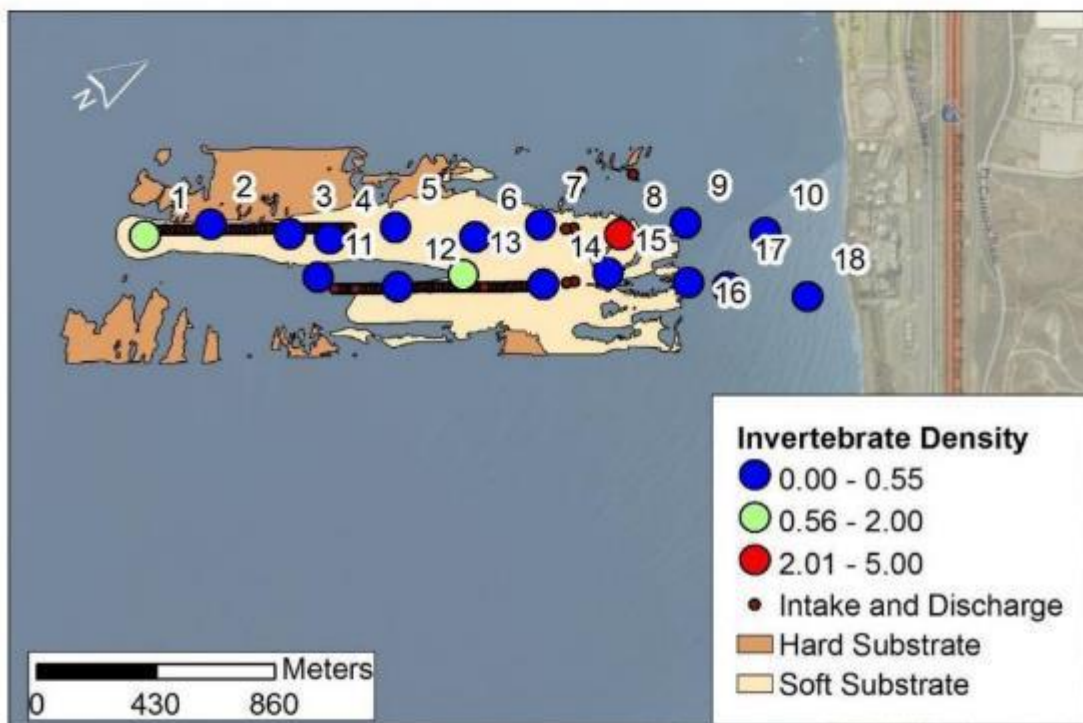 N
1 2 3 4 5 6 7 8 9 10
11 12 13 14 15 16 17 18
Invertebrate Density
0.00 - 0.55
0.56 - 2.00
2.01 - 5.00
Intake and Discharge
Hard Substrate
Soft Substrate
Meters
0 430 860